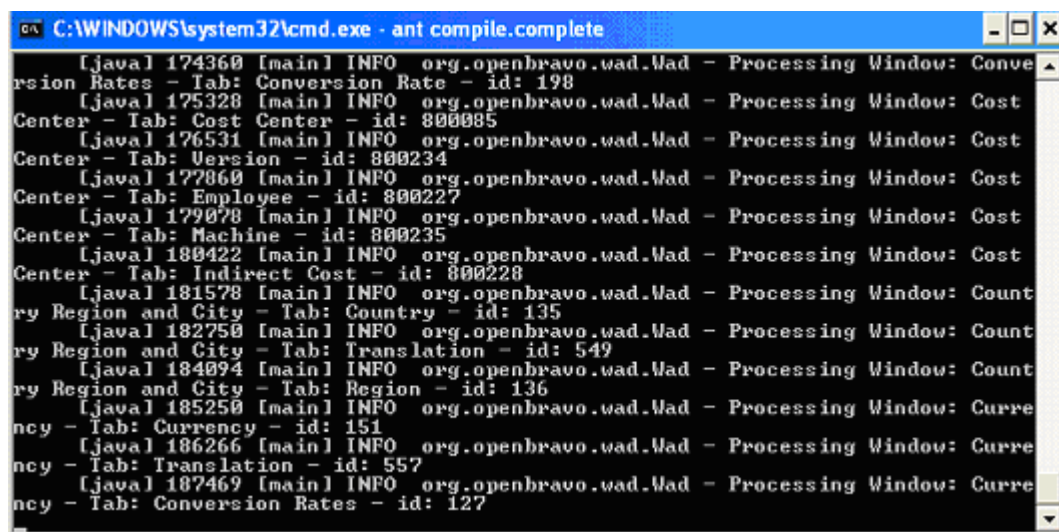 C:\WINDOWS\system32\cmd.exe - ant compile.complete
[java] 174360 [main] INFO org.openbravo.wad.Wad - Processing Window: Conve
rsion Rates - Tab: Conversion Rate - id: 198
[java] 175328 [main] INFO org.openbravo.wad.Wad - Processing Window: Cost
Center - Tab: Cost Center - id: 800085
[java] 176531 [main] INFO org.openbravo.wad.Wad - Processing Window: Cost
Center - Tab: Version - id: 800234
[java] 177860 [main] INFO org.openbravo.wad.Wad - Processing Window: Cost
Center - Tab: Employee - id: 800227
[java] 179078 [main] INFO org.openbravo.wad.Wad - Processing Window: Cost
Center - Tab: Machine - id: 800235
[java] 180422 [main] INFO org.openbravo.wad.Wad - Processing Window: Cost
Center - Tab: Indirect Cost - id: 800228
[java] 181578 [main] INFO org.openbravo.wad.Wad - Processing Window: Count
ry Region and City - Tab: Country - id: 135
[java] 182750 [main] INFO org.openbravo.wad.Wad - Processing Window: Count
ry Region and City - Tab: Translation - id: 549
[java] 184094 [main] INFO org.openbravo.wad.Wad - Processing Window: Count
ry Region and City - Tab: Region - id: 136
[java] 185250 [main] INFO org.openbravo.wad.Wad - Processing Window: Curre
ncy - Tab: Currency - id: 151
[java] 186266 [main] INFO org.openbravo.wad.Wad - Processing Window: Curre
ncy - Tab: Translation - id: 557
[java] 187469 [main] INFO org.openbravo.wad.Wad - Processing Window: Curre
ncy - Tab: Conversion Rates - id: 127